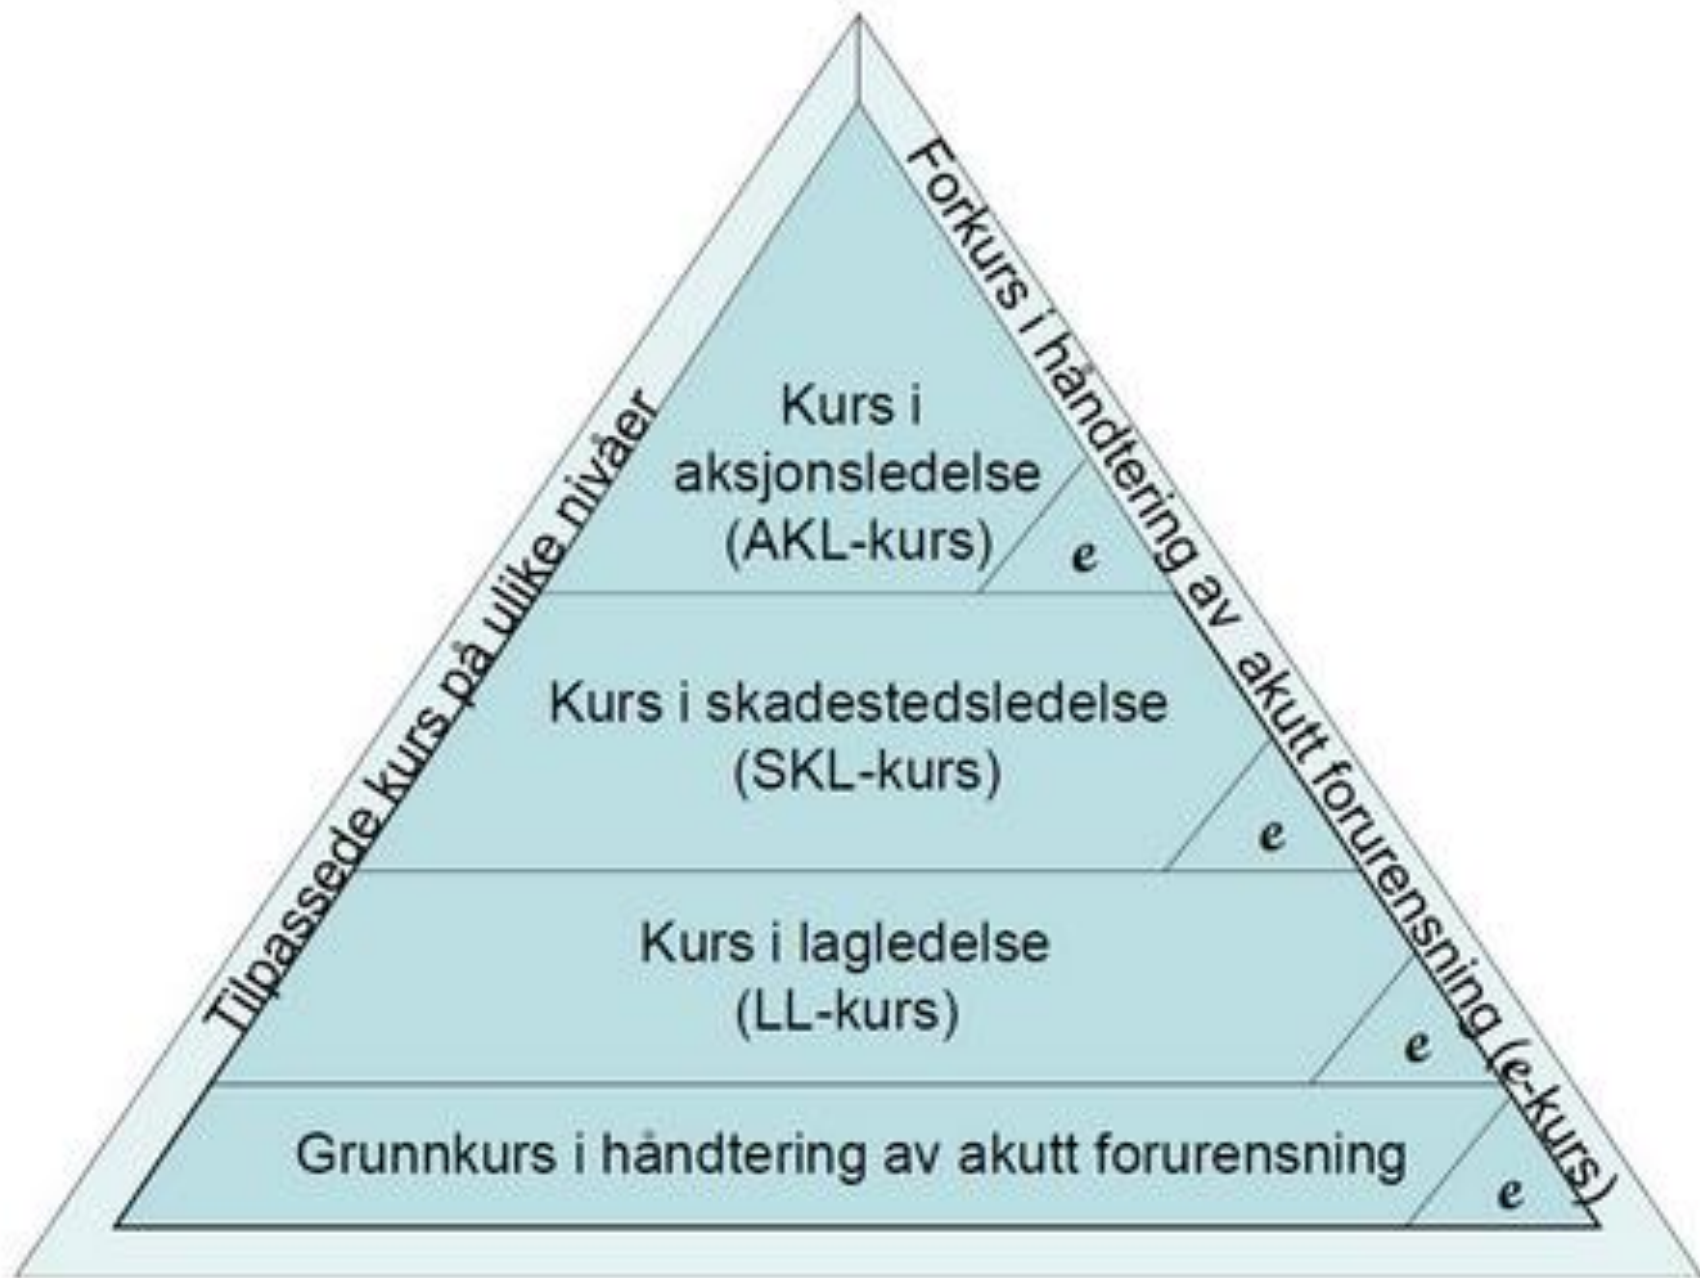 Tilpassede kurs på ulike nivåer
Forkurs i håndtering av akutt forurensning (e-kurs)
Kurs i
aksjonsledelse
(AKL-kurs)
e
Kurs i skadestedsledelse
(SKL-kurs)
e
Kurs i lagledelse
(LL-kurs)
e
Grunnkurs i håndtering av akutt forurensning
e